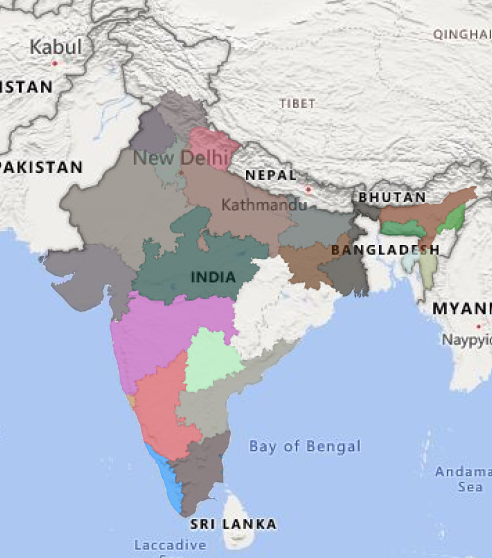 QINGHAI
Kabul
ISTAN
TIBET
New Delhi
PAKISTAN
NEPAL
BHUTAN
Kathmandu
BANGLADESH
INDIA
MYANM
Naypyic
Bay of Bengal
Andama
Sea
SRI LANKA
Laccadive